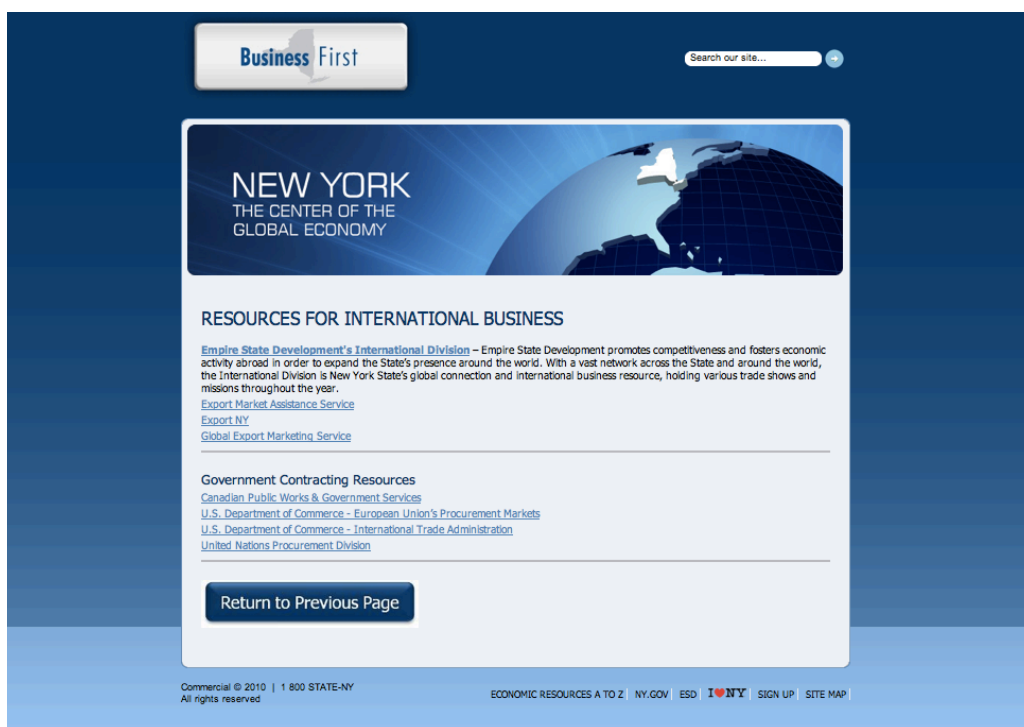 Business First
Search our site...
NEW YORK
THE CENTER OF THE
GLOBAL ECONOMY
RESOURCES FOR INTERNATIONAL BUSINESS
Empire State Development's International Division – Empire State Development promotes competitiveness and fosters economic
activity abroad in order to expand the State's presence around the world. With a vast network across the State and around the world,
the International Division is New York State's global connection and international business resource, holding various trade shows and
missions throughout the year.
Export Market Assistance Service
Export NY
Global Export Marketing Service
Government Contracting Resources
Canadian Public Works & Government Services
U.S. Department of Commerce - European Union's Procurement Markets
U.S. Department of Commerce - International Trade Administration
United Nations Procurement Division
Return to Previous Page
Commercial © 2010 | 1 800 STATE-NY
All rights reserved
ECONOMIC RESOURCES A TO Z | NY.GOV | ESD | I❤NY | SIGN UP | SITE MAP |